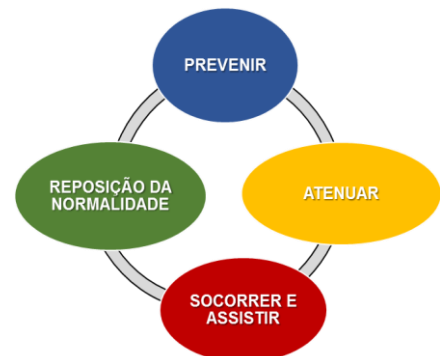 PREVENIR
ATENUAR
SOCORRER E
ASSISTIR
REPOSIÇÃO DA
NORMALIDADE